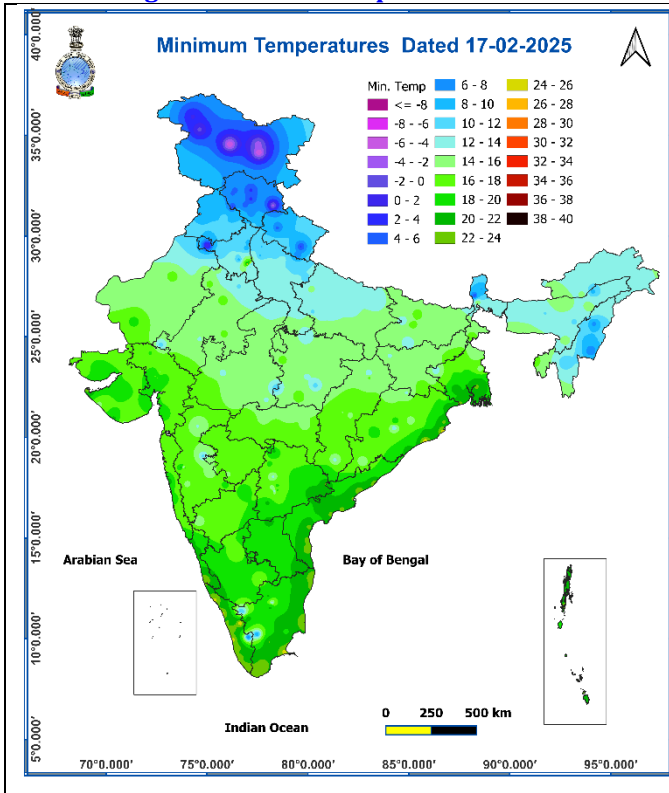 Minimum Temperatures Dated 17-02-2025
Min. Temp
<= -8
-8 - -6
-6 - -4
-4 - -2
-2 - 0
0 - 2
2 - 4
4 - 6
6 - 8
8 - 10
10 - 12
12 - 14
14 - 16
16 - 18
18 - 20
20 - 22
22 - 24
24 - 26
26 - 28
28 - 30
30 - 32
32 - 34
34 - 36
36 - 38
38 - 40
40°0.000'
35°0.000'
30°0.000'
25°0.000'
20°0.000'
15°0.000'
10°0.000'
5°0.000'
Arabian Sea
Bay of Bengal
Indian Ocean
0 250 500 km
70°0.000' 75°0.000' 80°0.000' 85°0.000' 90°0.000' 95°0.000'